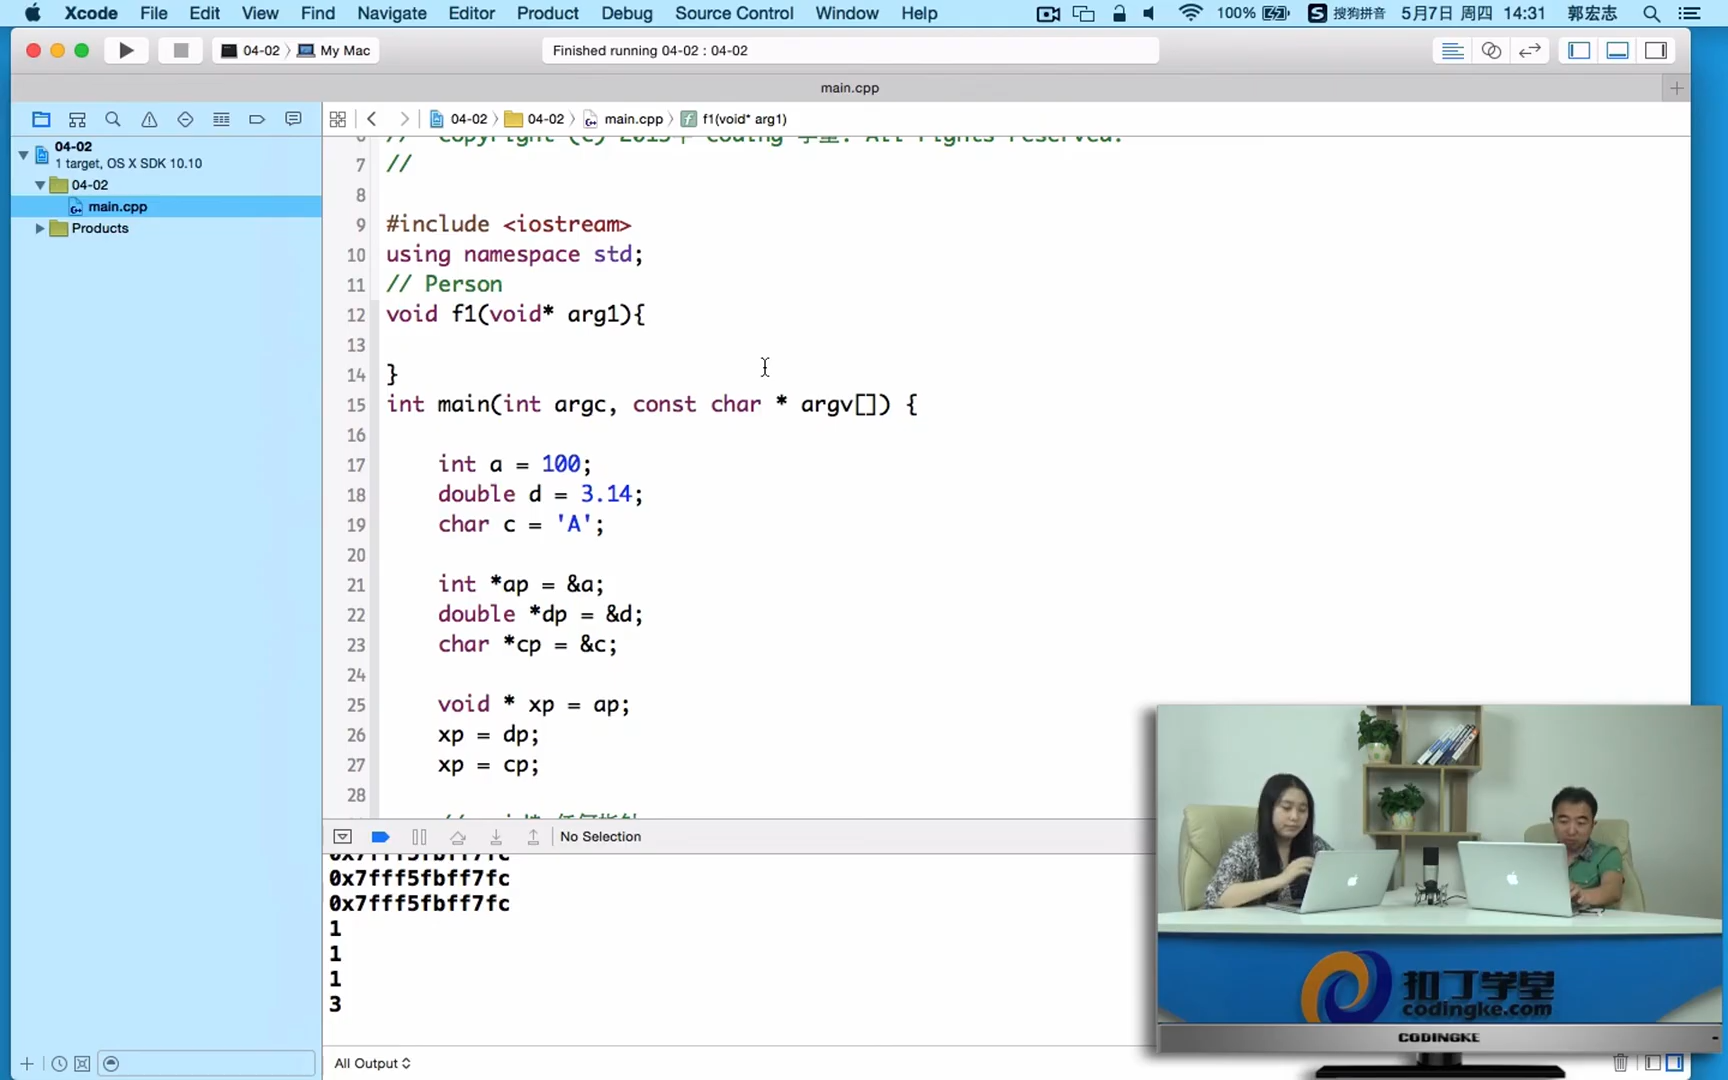 Xcode File Edit View Find Navigate Editor Product Debug Source Control Window Help 100% 搜狗拼音 5月7日 周四 14:31 郭宏志
04-02 My Mac Finished running 04-02 : 04-02
main.cpp
04-02 04-02 main.cpp f1(void* arg1)
04-02
1 target, OS X SDK 10.10
04-02
main.cpp
Products
7 //
8
9 #include <iostream>
10 using namespace std;
11 // Person
12 void f1(void* arg1){
13
14 }
15 int main(int argc, const char * argv[]) {
16
17 int a = 100;
18 double d = 3.14;
19 char c = 'A';
20
21 int *ap = &a;
22 double *dp = &d;
23 char *cp = &c;
24
25 void * xp = ap;
26 xp = dp;
27 xp = cp;
28
No Selection
0x7fff5fbff7fc
0x7fff5fbff7fc
0x7fff5fbff7fc
1
1
1
3
All Output
扣丁学堂
codingke.com
CODINGKE